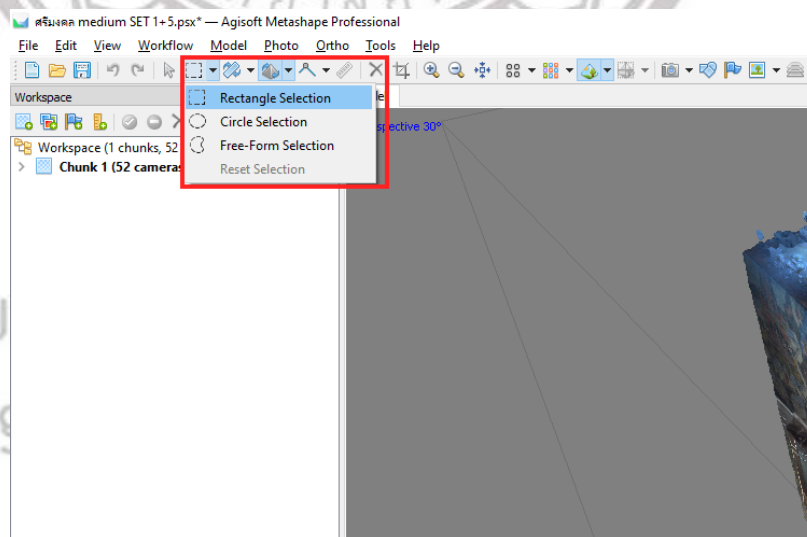 ศรีมงคล medium SET 1+5.psx* — Agisoft Metashape Professional
File Edit View Workflow Model Photo Ortho Tools Help
Workspace
Rectangle Selection
Circle Selection
spective 30°
Workspace (1 chunks, 52
Free-Form Selection
Chunk 1 (52 cameras
Reset Selection